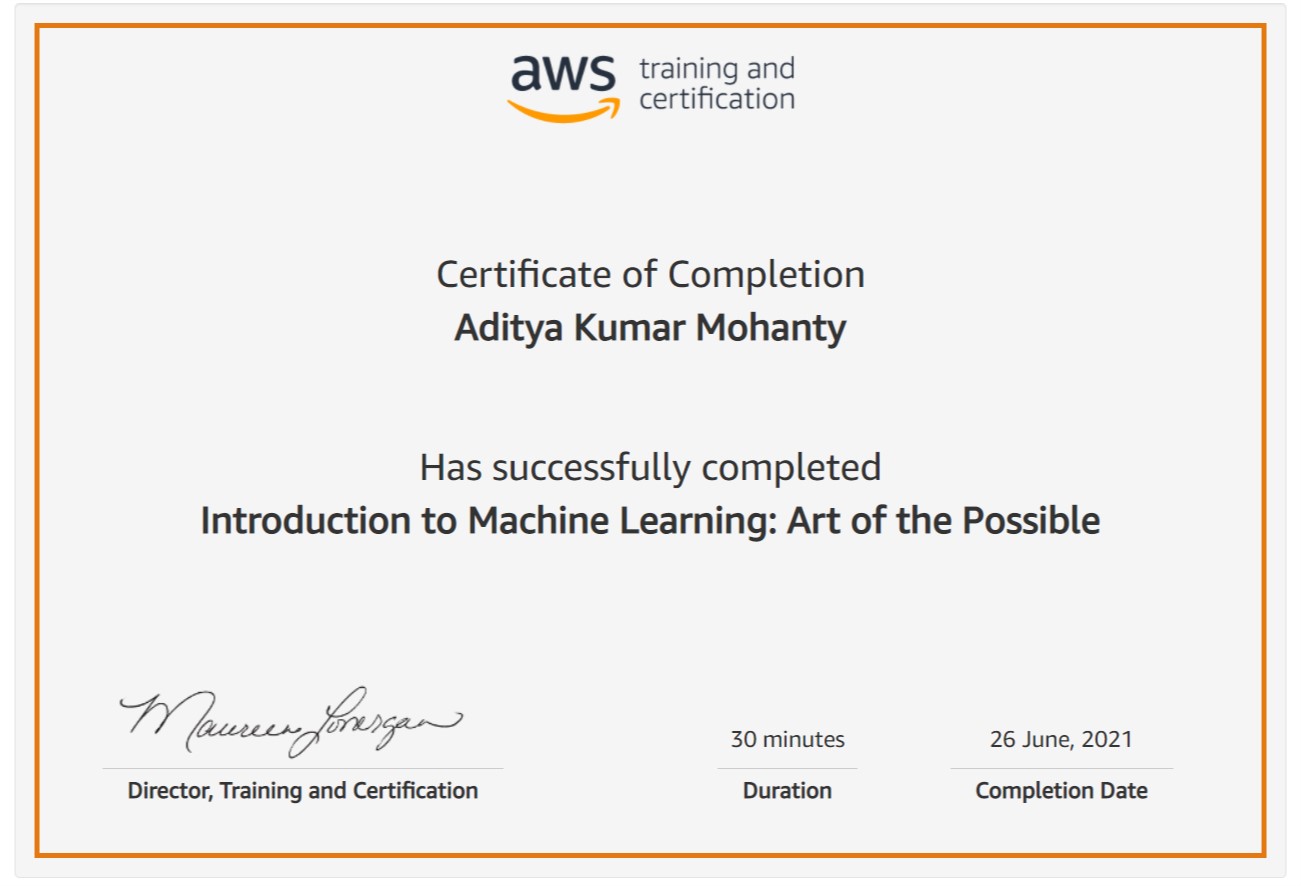 aws training and
certification
Certificate of Completion
Aditya Kumar Mohanty
Has successfully completed
Introduction to Machine Learning: Art of the Possible
Maureen Lonergan
30 minutes
26 June, 2021
Director, Training and Certification
Duration
Completion Date